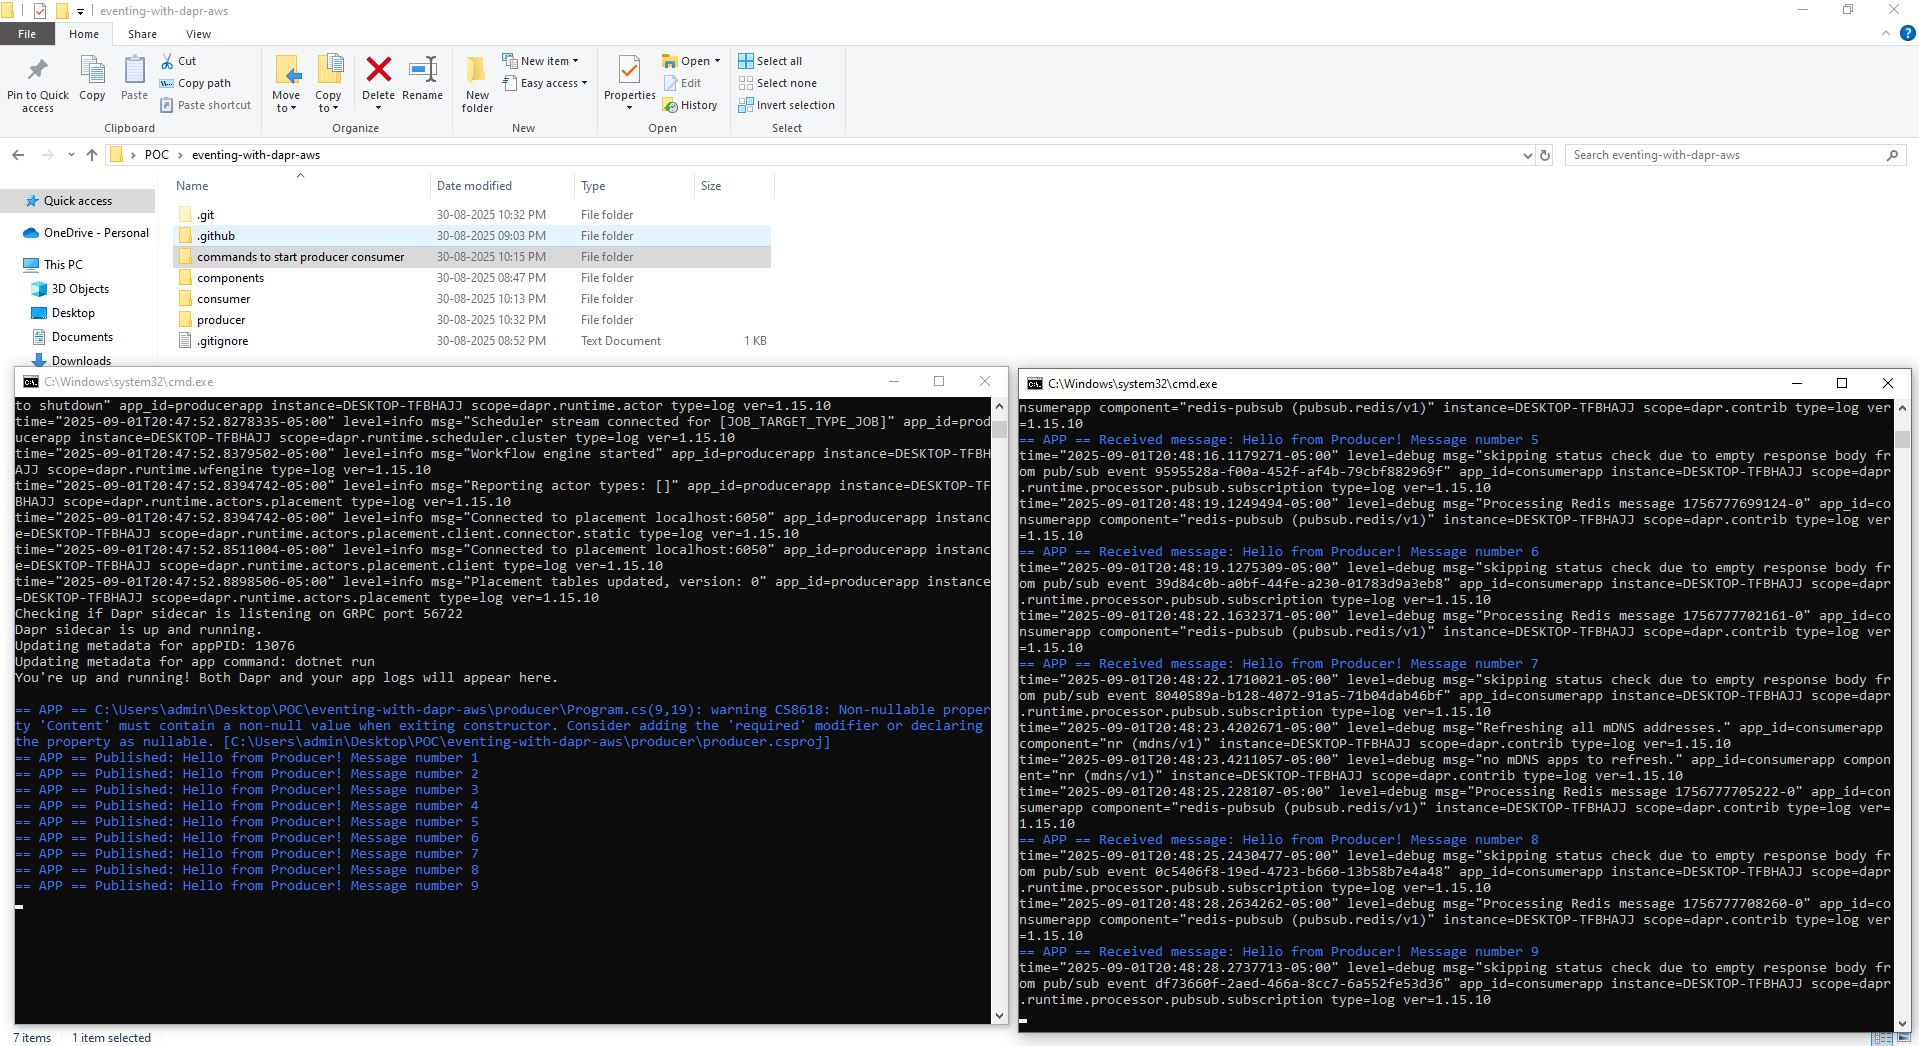 eventing-with-dapr-aws
File Home Share View
Pin to Quick access
Copy
Paste
Cut
Copy path
Paste shortcut
Clipboard
Move to
Copy to
Delete
Rename
Organize
New folder
New item
Easy access
New
Properties
Open
Edit
History
Open
Select all
Select none
Invert selection
Select
POC > eventing-with-dapr-aws
Search eventing-with-dapr-aws
Quick access
OneDrive - Personal
This PC
3D Objects
Desktop
Documents
Downloads
Name Date modified Type Size
.git 30-08-2025 10:32 PM File folder
.github 30-08-2025 09:03 PM File folder
commands to start producer consumer 30-08-2025 10:15 PM File folder
components 30-08-2025 08:47 PM File folder
consumer 30-08-2025 10:13 PM File folder
producer 30-08-2025 10:32 PM File folder
.gitignore 30-08-2025 08:52 PM Text Document 1 KB
C:\Windows\system32\cmd.exe
to shutdown" app_id=producerapp instance=DESKTOP-TFBHAJJ scope=dapr.runtime.actor type=log ver=1.15.10
time="2025-09-01T20:47:52.8278335-05:00" level=info msg="Scheduler stream connected for [JOB_TARGET_TYPE_JOB]" app_id=prod
ucerapp instance=DESKTOP-TFBHAJJ scope=dapr.runtime.scheduler.cluster type=log ver=1.15.10
time="2025-09-01T20:47:52.8379502-05:00" level=info msg="Workflow engine started" app_id=producerapp instance=DESKTOP-TFBH
AJJ scope=dapr.runtime.wfengine type=log ver=1.15.10
time="2025-09-01T20:47:52.8394742-05:00" level=info msg="Reporting actor types: []" app_id=producerapp instance=DESKTOP-TF
BHAJJ scope=dapr.runtime.actors.placement type=log ver=1.15.10
time="2025-09-01T20:47:52.8394742-05:00" level=info msg="Connected to placement localhost:6050" app_id=producerapp instanc
e=DESKTOP-TFBHAJJ scope=dapr.runtime.actors.placement.client.connector.static type=log ver=1.15.10
time="2025-09-01T20:47:52.8511004-05:00" level=info msg="Connected to placement localhost:6050" app_id=producerapp instanc
e=DESKTOP-TFBHAJJ scope=dapr.runtime.actors.placement.client type=log ver=1.15.10
time="2025-09-01T20:47:52.8898506-05:00" level=info msg="Placement tables updated, version: 0" app_id=producerapp instance
=DESKTOP-TFBHAJJ scope=dapr.runtime.actors.placement type=log ver=1.15.10
Checking if Dapr sidecar is listening on GRPC port 56722
Dapr sidecar is up and running.
Updating metadata for appPID: 13076
Updating metadata for app command: dotnet run
You're up and running! Both Dapr and your app logs will appear here.
== APP == C:\Users\admin\Desktop\POC\eventing-with-dapr-aws\producer\Program.cs(9,19): warning CS8618: Non-nullable proper
ty 'Content' must contain a non-null value when exiting constructor. Consider adding the 'required' modifier or declaring
the property as nullable. [C:\Users\admin\Desktop\POC\eventing-with-dapr-aws\producer\producer.csproj]
== APP == Published: Hello from Producer! Message number 1
== APP == Published: Hello from Producer! Message number 2
== APP == Published: Hello from Producer! Message number 3
== APP == Published: Hello from Producer! Message number 4
== APP == Published: Hello from Producer! Message number 5
== APP == Published: Hello from Producer! Message number 6
== APP == Published: Hello from Producer! Message number 7
== APP == Published: Hello from Producer! Message number 8
== APP == Published: Hello from Producer! Message number 9
C:\Windows\system32\cmd.exe
nsumerapp component="redis-pubsub (pubsub.redis/v1)" instance=DESKTOP-TFBHAJJ scope=dapr.contrib type=log ver
=1.15.10
== APP == Received message: Hello from Producer! Message number 5
time="2025-09-01T20:48:16.1179271-05:00" level=debug msg="skipping status check due to empty response body fr
om pub/sub event 9595528a-f00a-452f-af4b-79cbf882969f" app_id=consumerapp instance=DESKTOP-TFBHAJJ scope=dapr
.runtime.processor.pubsub.subscription type=log ver=1.15.10
time="2025-09-01T20:48:19.1249494-05:00" level=debug msg="Processing Redis message 1756777699124-0" app_id=co
nsumerapp component="redis-pubsub (pubsub.redis/v1)" instance=DESKTOP-TFBHAJJ scope=dapr.contrib type=log ver
=1.15.10
== APP == Received message: Hello from Producer! Message number 6
time="2025-09-01T20:48:19.1275309-05:00" level=debug msg="skipping status check due to empty response body fr
om pub/sub event 39d84c0b-a0bf-44fe-a230-01783d9a3eb8" app_id=consumerapp instance=DESKTOP-TFBHAJJ scope=dapr
.runtime.processor.pubsub.subscription type=log ver=1.15.10
time="2025-09-01T20:48:22.1632371-05:00" level=debug msg="Processing Redis message 1756777702161-0" app_id=co
nsumerapp component="redis-pubsub (pubsub.redis/v1)" instance=DESKTOP-TFBHAJJ scope=dapr.contrib type=log ver
=1.15.10
== APP == Received message: Hello from Producer! Message number 7
time="2025-09-01T20:48:22.1710021-05:00" level=debug msg="skipping status check due to empty response body fr
om pub/sub event 8040589a-b128-4072-91a5-71b04dab46bf" app_id=consumerapp instance=DESKTOP-TFBHAJJ scope=dapr
.runtime.processor.pubsub.subscription type=log ver=1.15.10
time="2025-09-01T20:48:23.4202671-05:00" level=debug msg="Refreshing all mDNS addresses." app_id=consumerapp
component="nr (mdns/v1)" instance=DESKTOP-TFBHAJJ scope=dapr.contrib type=log ver=1.15.10
time="2025-09-01T20:48:23.4211057-05:00" level=debug msg="no mDNS apps to refresh." app_id=consumerapp compon
ent="nr (mdns/v1)" instance=DESKTOP-TFBHAJJ scope=dapr.contrib type=log ver=1.15.10
time="2025-09-01T20:48:25.228107-05:00" level=debug msg="Processing Redis message 1756777705222-0" app_id=con
sumerapp component="redis-pubsub (pubsub.redis/v1)" instance=DESKTOP-TFBHAJJ scope=dapr.contrib type=log ver=
1.15.10
== APP == Received message: Hello from Producer! Message number 8
time="2025-09-01T20:48:25.2430477-05:00" level=debug msg="skipping status check due to empty response body fr
om pub/sub event 0c5406f8-19ed-4723-b660-13b58b7e4a48" app_id=consumerapp instance=DESKTOP-TFBHAJJ scope=dapr
.runtime.processor.pubsub.subscription type=log ver=1.15.10
time="2025-09-01T20:48:28.2634262-05:00" level=debug msg="Processing Redis message 1756777708260-0" app_id=co
nsumerapp component="redis-pubsub (pubsub.redis/v1)" instance=DESKTOP-TFBHAJJ scope=dapr.contrib type=log ver
=1.15.10
== APP == Received message: Hello from Producer! Message number 9
time="2025-09-01T20:48:28.2737713-05:00" level=debug msg="skipping status check due to empty response body fr
om pub/sub event df73660f-2aed-466a-8cc7-6a552fe53d36" app_id=consumerapp instance=DESKTOP-TFBHAJJ scope=dapr
.runtime.processor.pubsub.subscription type=log ver=1.15.10
7 items 1 item selected